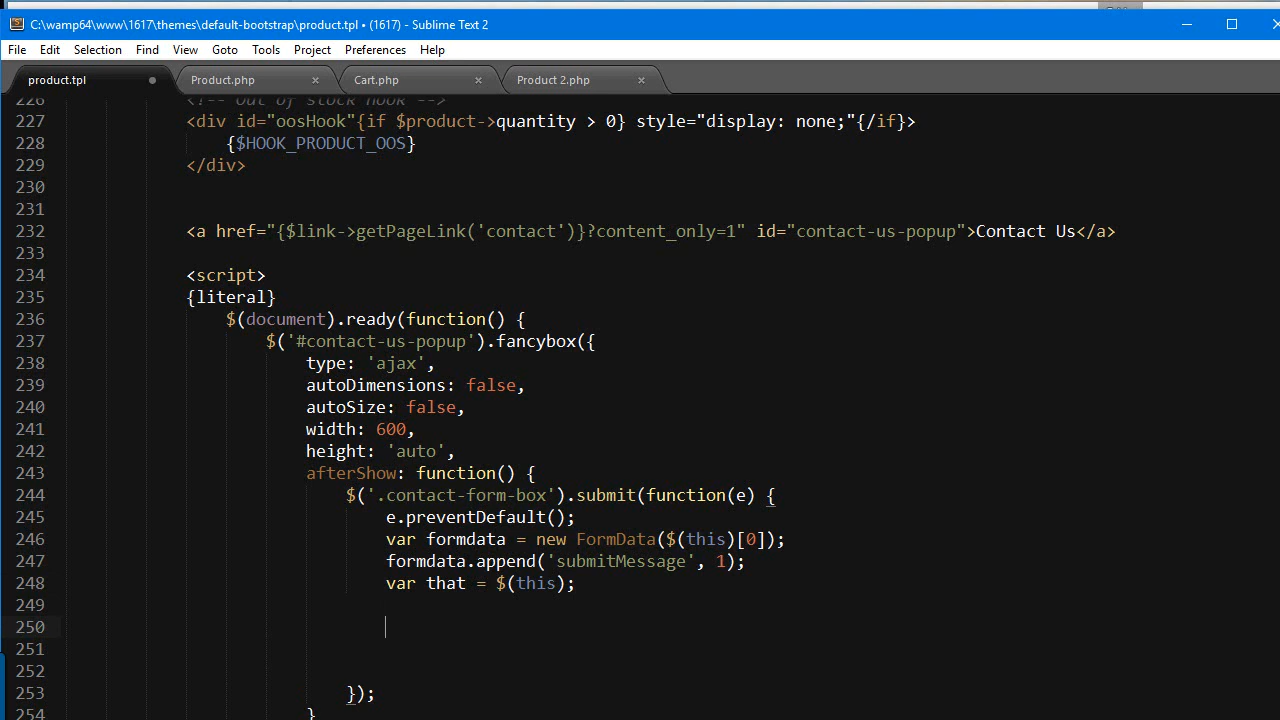 C:\wamp64\www\1617\themes\default-bootstrap\product.tpl • (1617) - Sublime Text 2
File Edit Selection Find View Goto Tools Project Preferences Help
product.tpl Product.php Cart.php Product 2.php
226 <!-- Out of stock hook -->
227 <div id="oosHook"{if $product->quantity > 0} style="display: none;"{/if}>
228 {$HOOK_PRODUCT_OOS}
229 </div>
230
231
232 <a href="{$link->getPageLink('contact')}?content_only=1" id="contact-us-popup">Contact Us</a>
233
234 <script>
235 {literal}
236 $(document).ready(function() {
237 $('#contact-us-popup').fancybox({
238 type: 'ajax',
239 autoDimensions: false,
240 autoSize: false,
241 width: 600,
242 height: 'auto',
243 afterShow: function() {
244 $('.contact-form-box').submit(function(e) {
245 e.preventDefault();
246 var formdata = new FormData($(this)[0]);
247 formdata.append('submitMessage', 1);
248 var that = $(this);
249
250
251
252
253 });
254 }